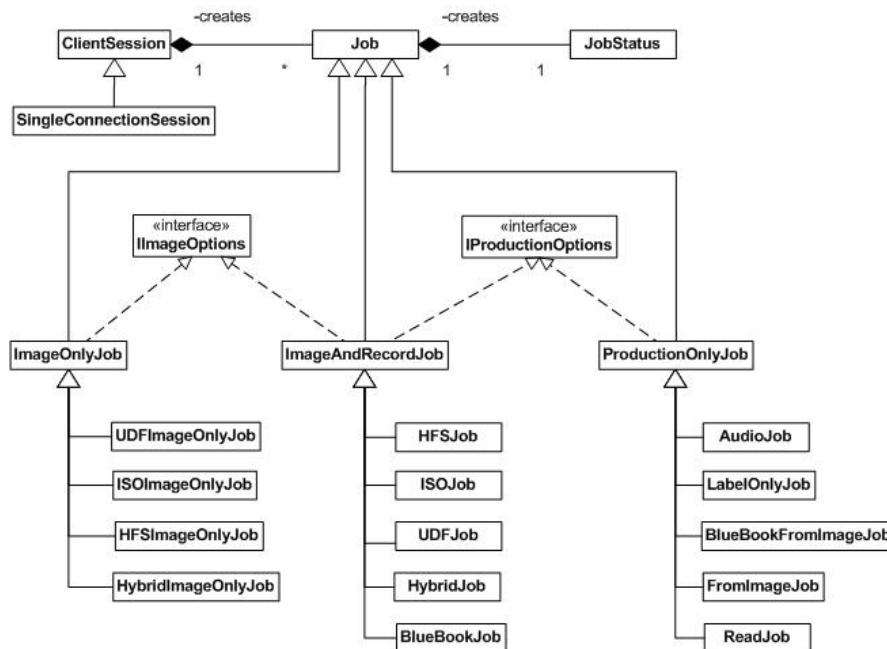 -creates
-creates
ClientSession
Job
JobStatus
1
*
1
1
SingleConnectionSession
«interface»
IImageOptions
«interface»
IProductionOptions
ImageOnlyJob
ImageAndRecordJob
ProductionOnlyJob
UDFImageOnlyJob
HFSJob
AudioJob
ISOImageOnlyJob
ISOJob
LabelOnlyJob
HFSImageOnlyJob
UDFJob
BlueBookFromImageJob
HybridImageOnlyJob
HybridJob
FromImageJob
BlueBookJob
ReadJob